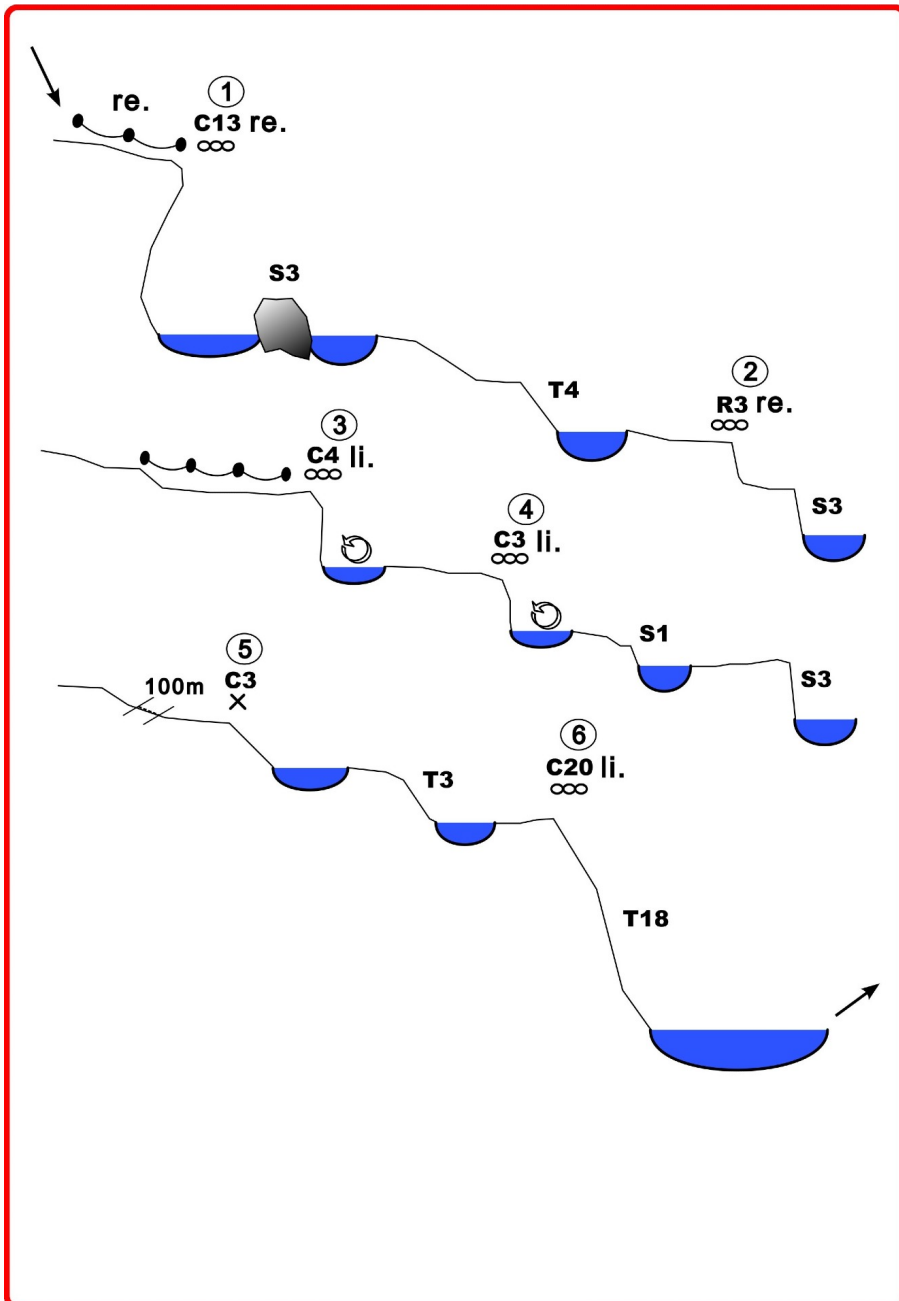 re.
1
C13 re.
S3
T4
2
R3 re.
S3
3
C4 li.
4
C3 li.
S1
S3
5
C3
100m
T3
6
C20 li.
T18